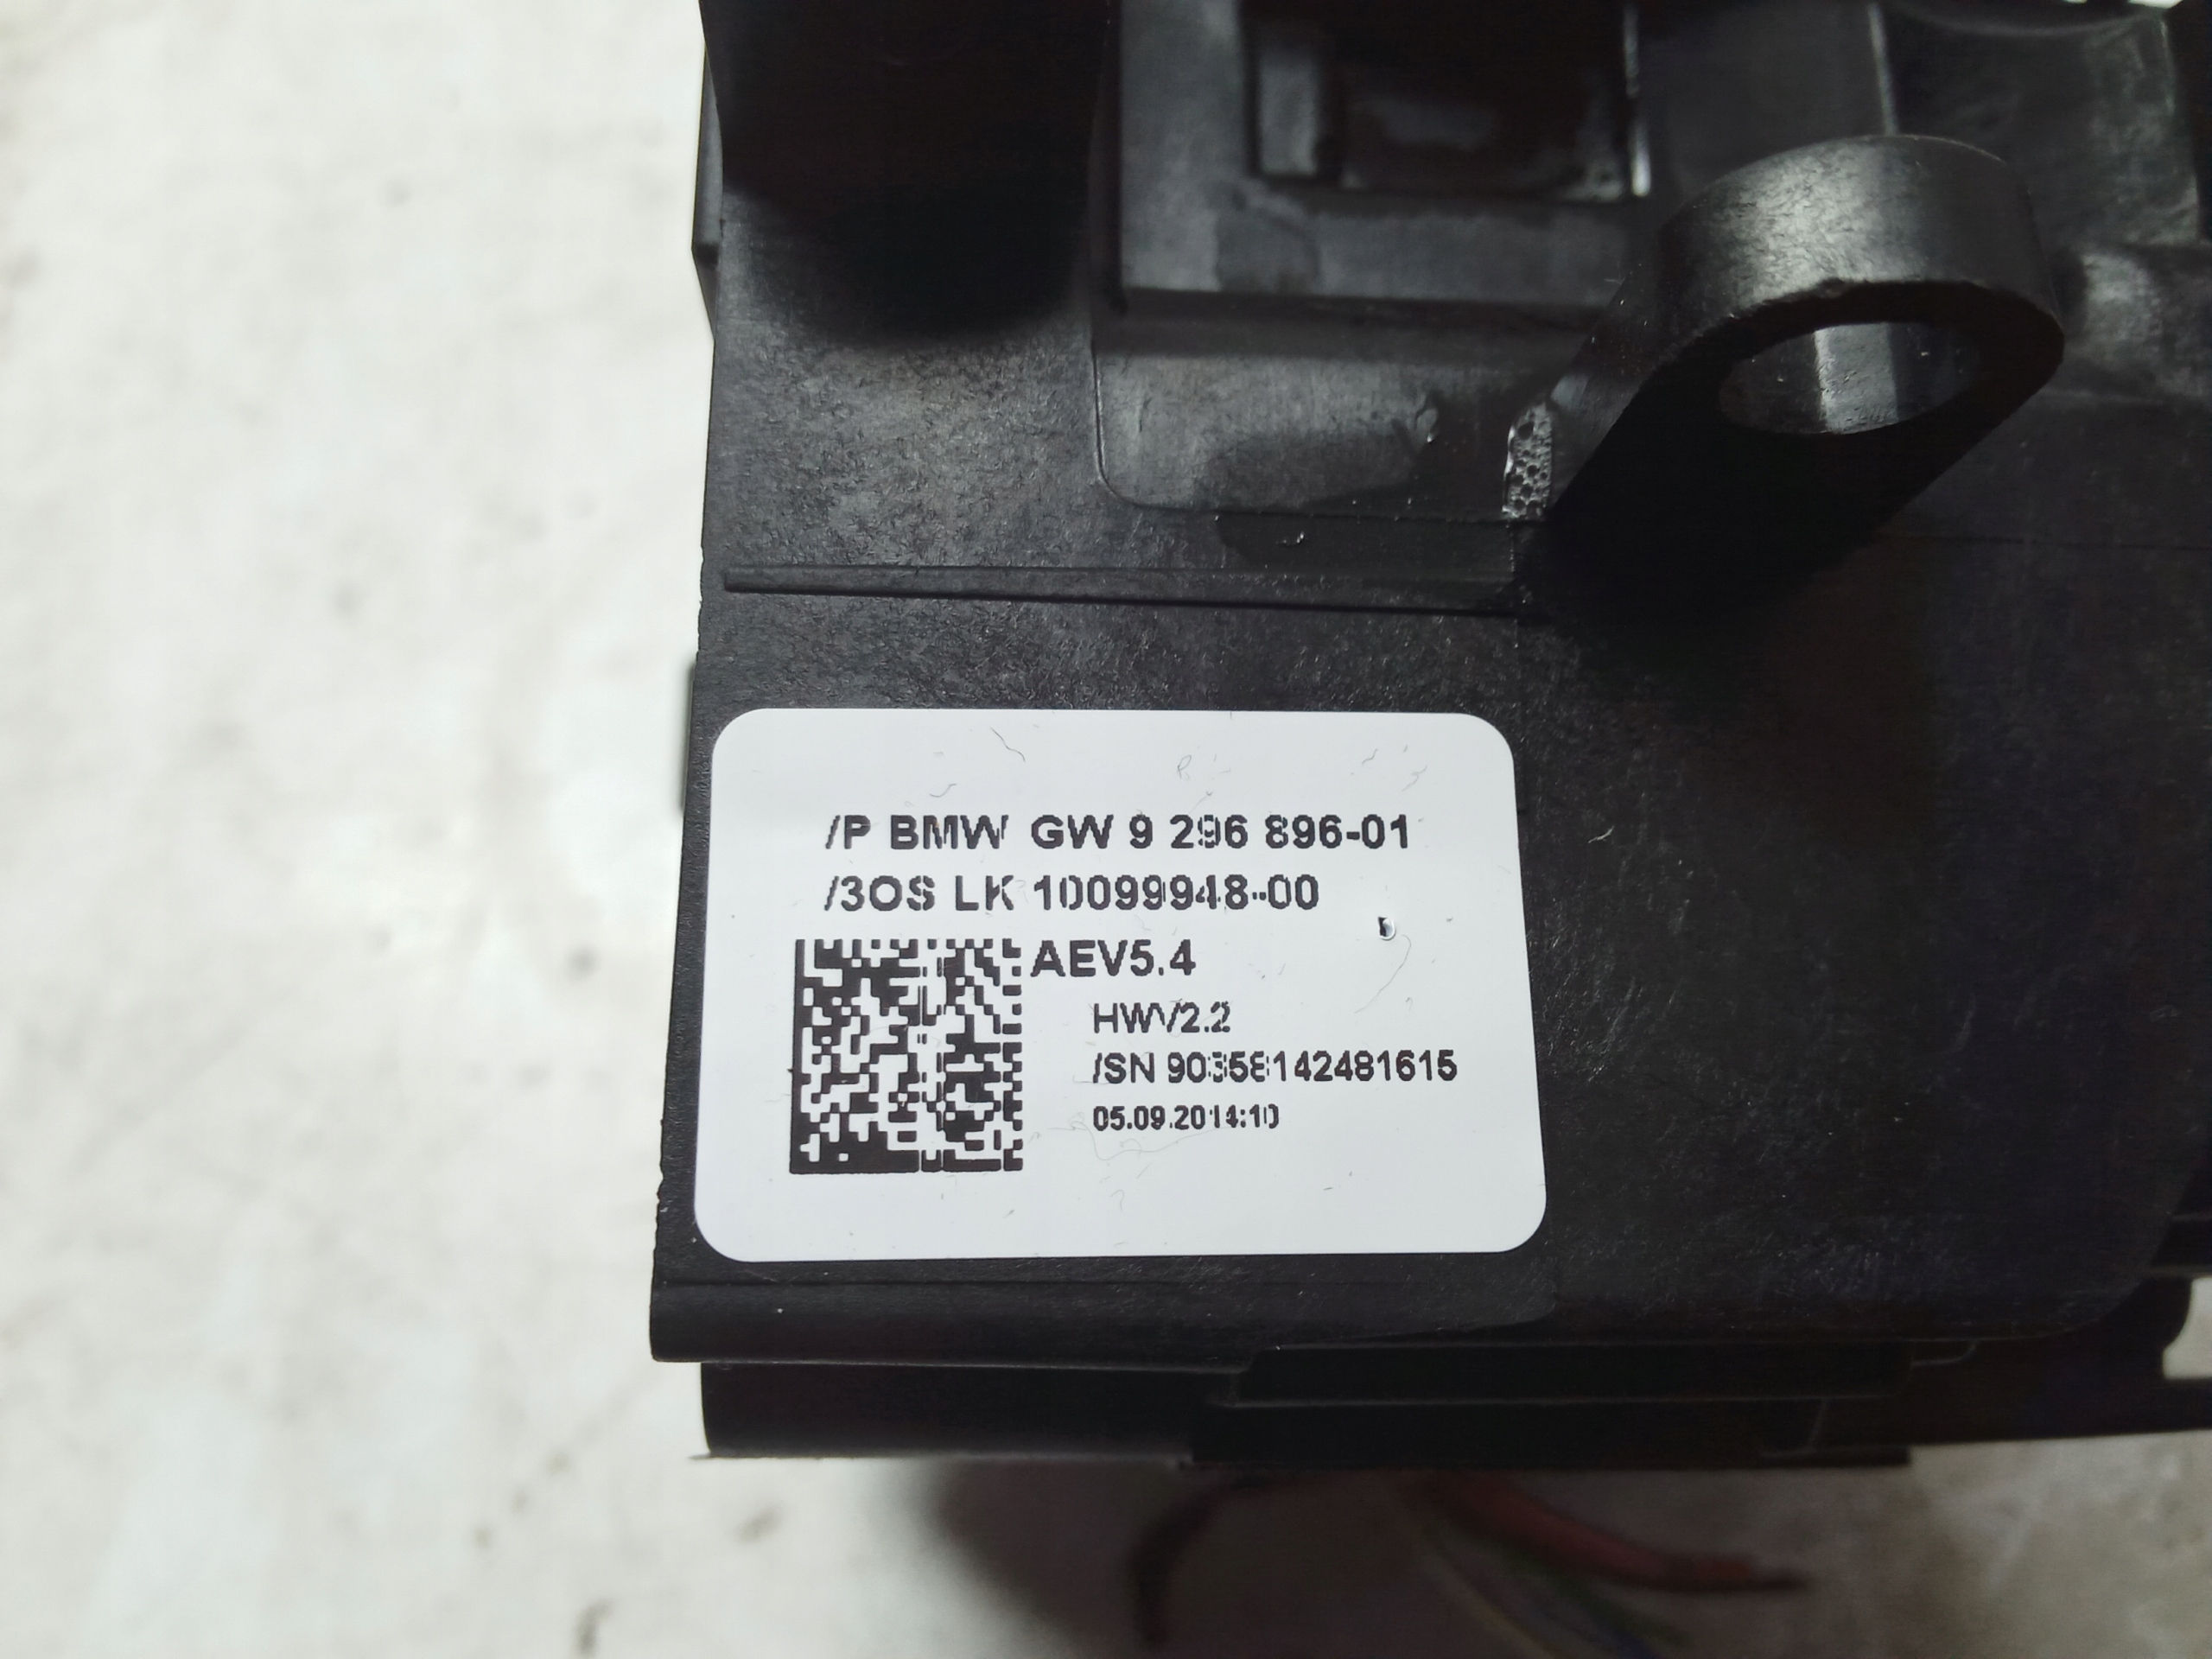 /P BMW GW 9 296 896-01
/3OS LK 10099948-00
AEV5.4
HWV2.2
/SN 90358142481615
05.09.2014:10